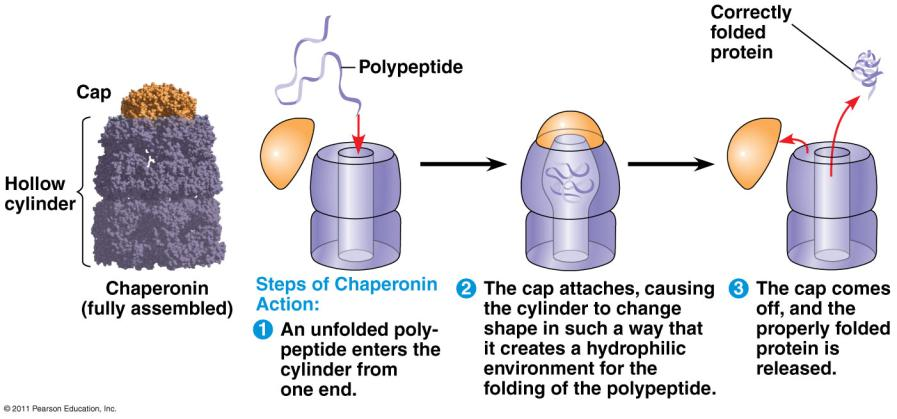 Cap
Hollow
cylinder
Chaperonin
(fully assembled)
Polypeptide
Correctly
folded
protein
Steps of Chaperonin
Action:
1 An unfolded poly-
peptide enters the
cylinder from
one end.
2 The cap attaches, causing
the cylinder to change
shape in such a way that
it creates a hydrophilic
environment for the
folding of the polypeptide.
3 The cap comes
off, and the
properly folded
protein is
released.
© 2011 Pearson Education, Inc.